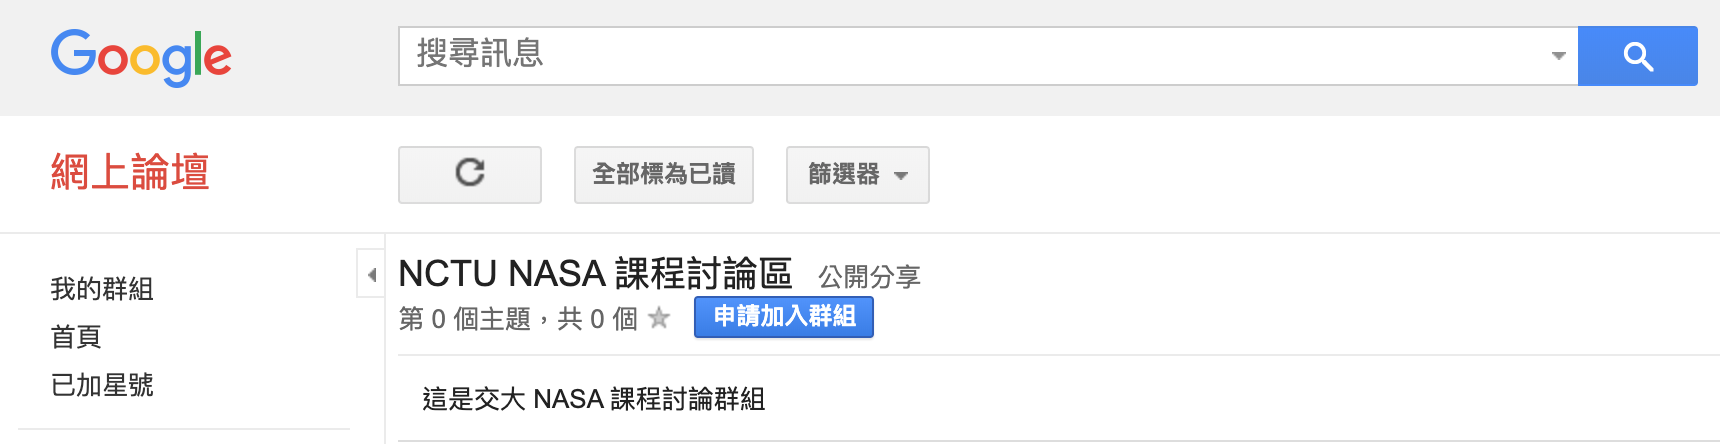 Google
搜尋訊息
網上論壇
全部標為已讀
篩選器
我的群組
首頁
已加星號
NCTU NASA 課程討論區 公開分享
第 0 個主題，共 0 個 申請加入群組
這是交大 NASA 課程討論群組